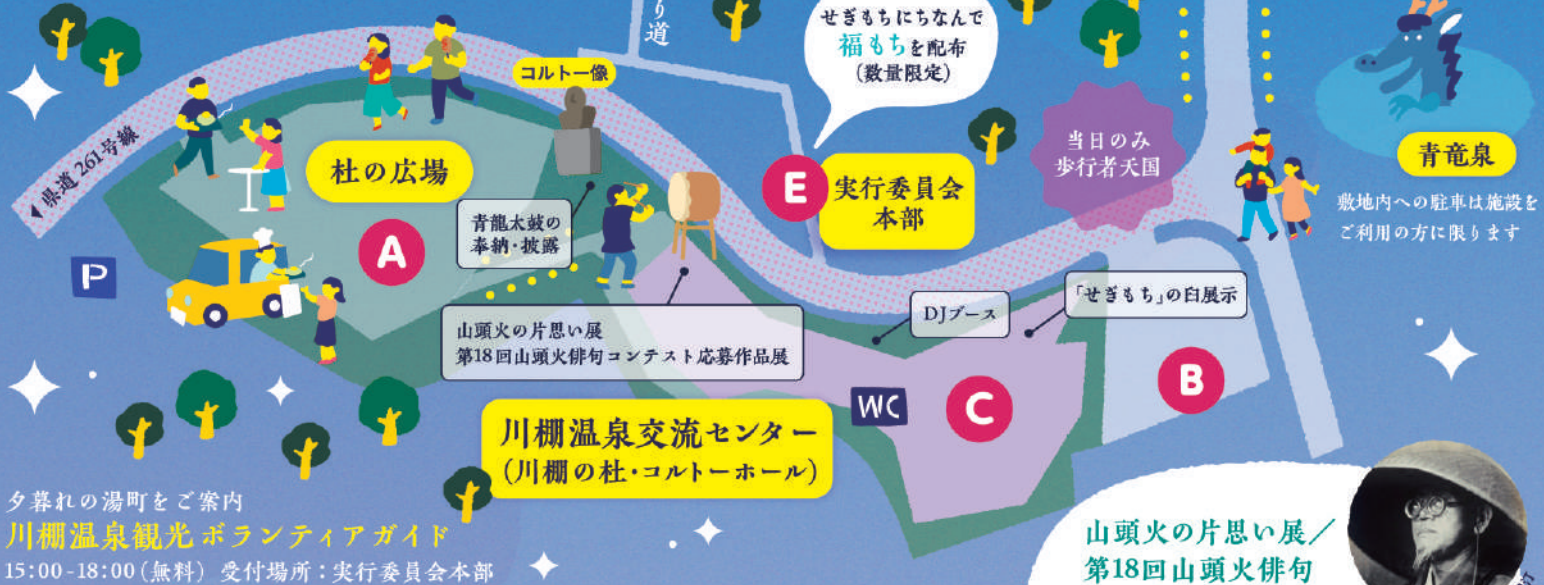 り道
せぎもちにちなんで
福もちを配布
(数量限定)
コルトー像
県道261号線
杜の広場
当日のみ
歩行者天国
青竜泉
敷地内への駐車は施設を
ご利用の方に限ります
E
実行委員会
本部
青龍太鼓の
奉納・披露
A
P
山頭火の片思い展
第18回山頭火俳句コンテスト応募作品展
DJブース
「せぎもち」の臼展示
B
C
WC
川棚温泉交流センター
(川棚の杜・コルトーホール)
夕暮れの湯町をご案内
川棚温泉観光ボランティアガイド
15:00-18:00(無料) 受付場所:実行委員会本部
山頭火の片思い展/
第18回山頭火俳句